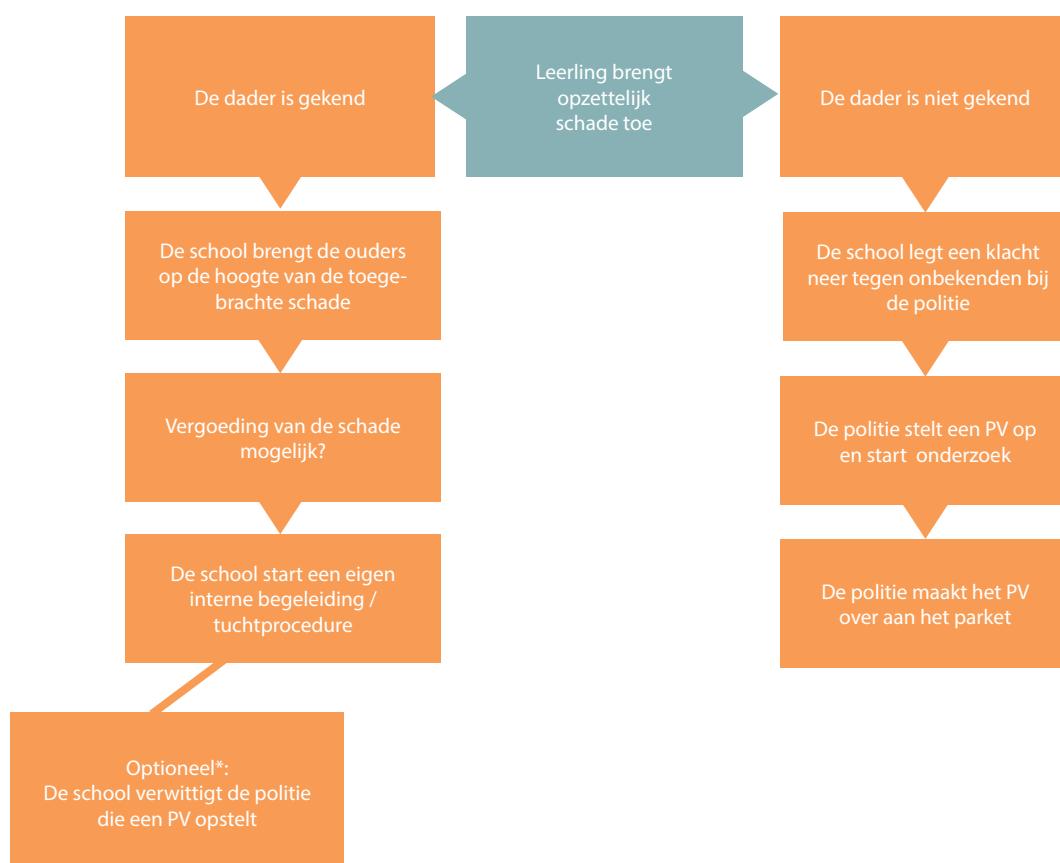 De dader is gekend
Leerling brengt
opzettelijk
schade toe
De dader is niet gekend
De school brengt de ouders
op de hoogte van de toege-
brachte schade
De school legt een klacht
neer tegen onbekenden bij
de politie
Vergoeding van de schade
mogelijk?
De politie stelt een PV op
en start onderzoek
De school start een eigen
interne begeleiding /
tuchtprocedure
De politie maakt het PV
over aan het parket
Optioneel*:
De school verwittigt de politie
die een PV opstelt